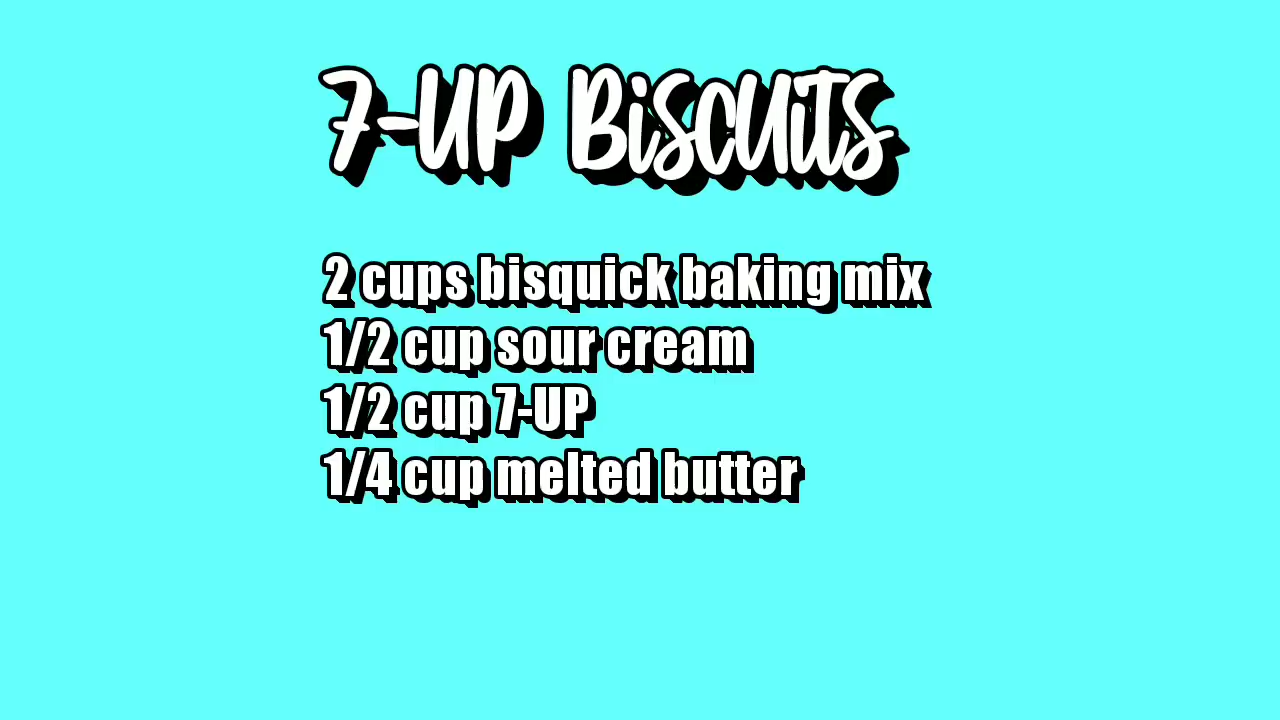 7-UP Biscuits
2 cups bisquick baking mix
1/2 cup sour cream
1/2 cup 7-UP
1/4 cup melted butter